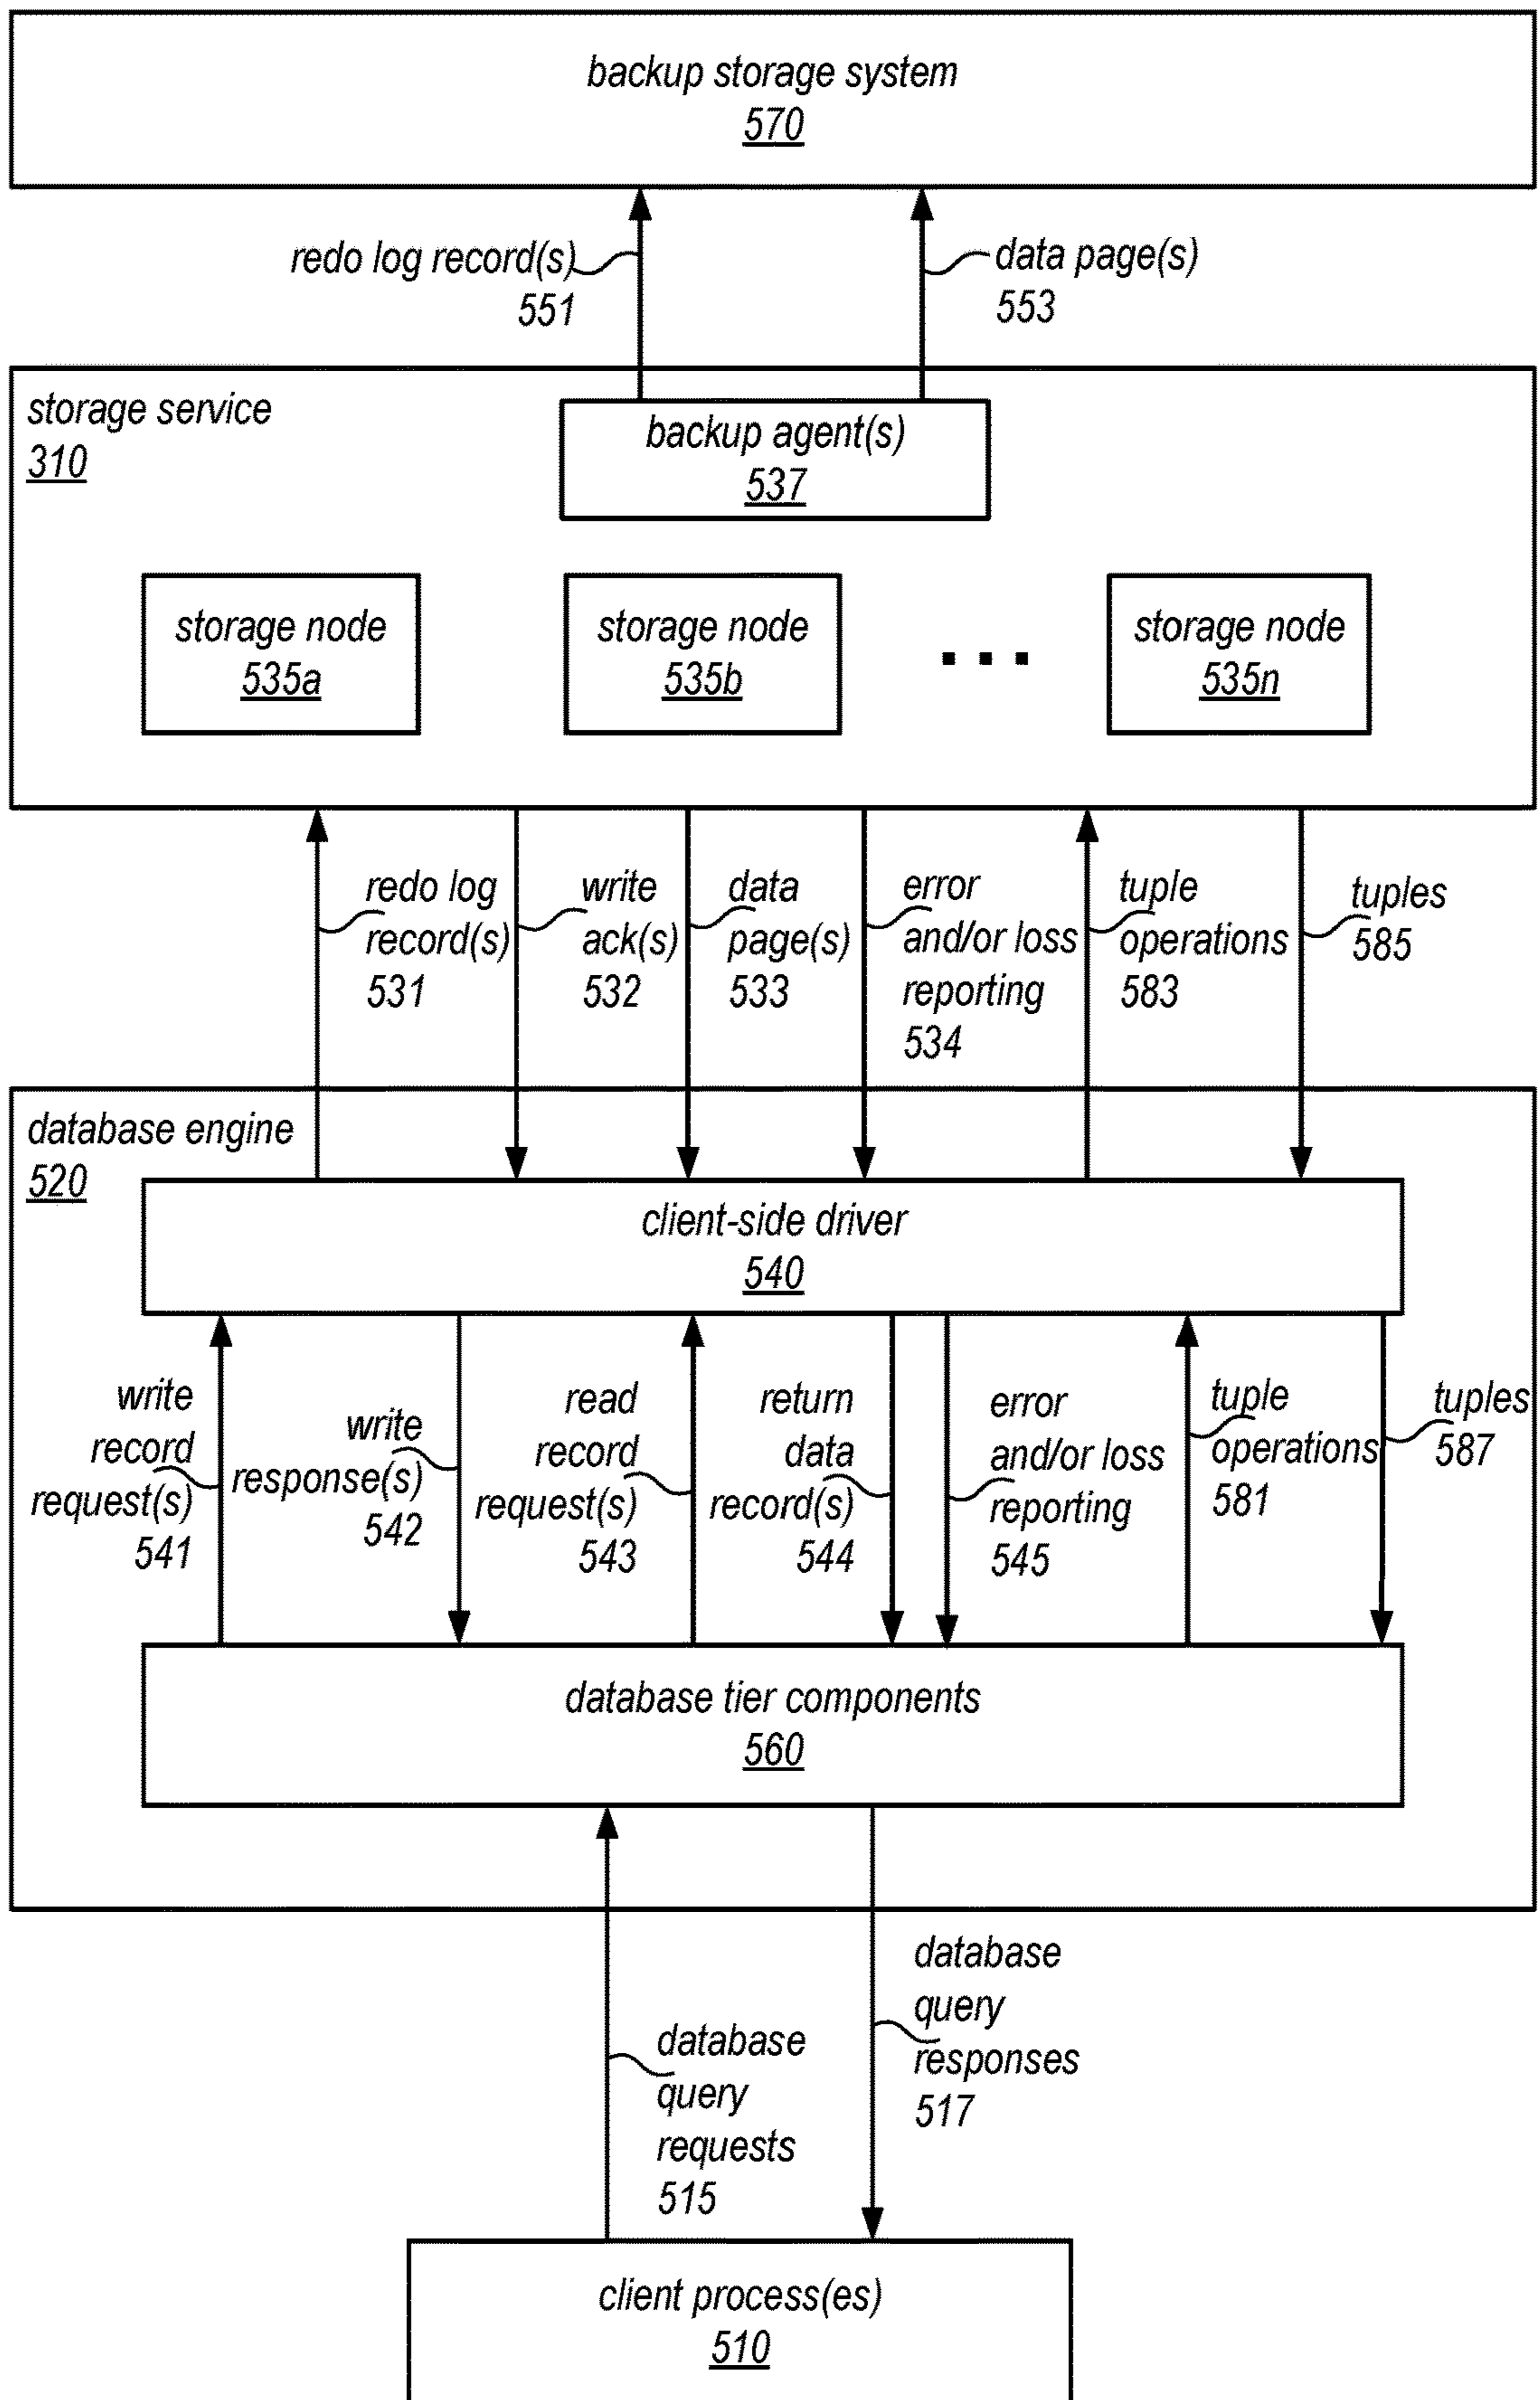 backup storage system
570
redo log record(s)
551
data page(s)
553
storage service
310
backup agent(s)
537
storage node
535a
storage node
535b
storage node
535n
redo log
record(s)
531
write
ack(s)
532
data
page(s)
533
error
and/or loss
reporting
534
tuple
operations
583
tuples
585
database engine
520
client-side driver
540
write
record
request(s)
541
write
response(s)
542
read
record
request(s)
543
return
data
record(s)
544
error
and/or loss
reporting
545
tuple
operations
581
tuples
587
database tier components
560
database
query
requests
515
database
query
responses
517
client process(es)
510